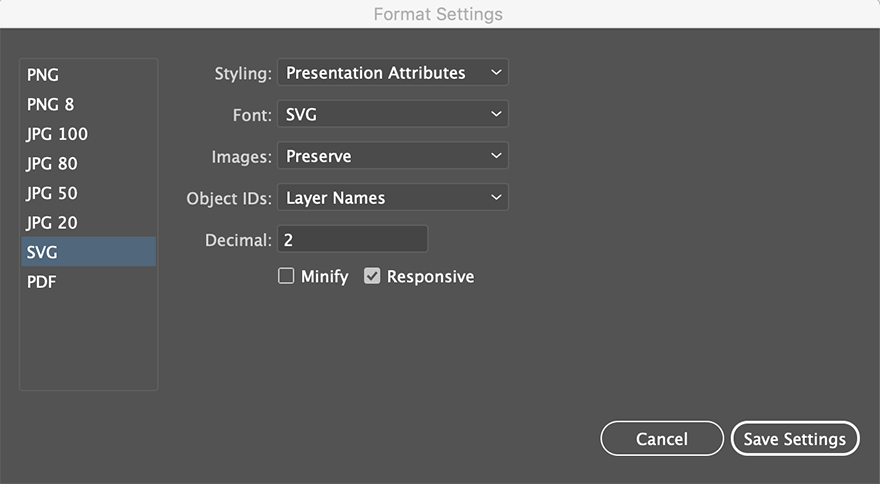 Format Settings
PNG
PNG 8
JPG 100
JPG 80
JPG 50
JPG 20
SVG
PDF
Styling: Presentation Attributes
Font: SVG
Images: Preserve
Object IDs: Layer Names
Decimal: 2
Minify Responsive
Cancel Save Settings